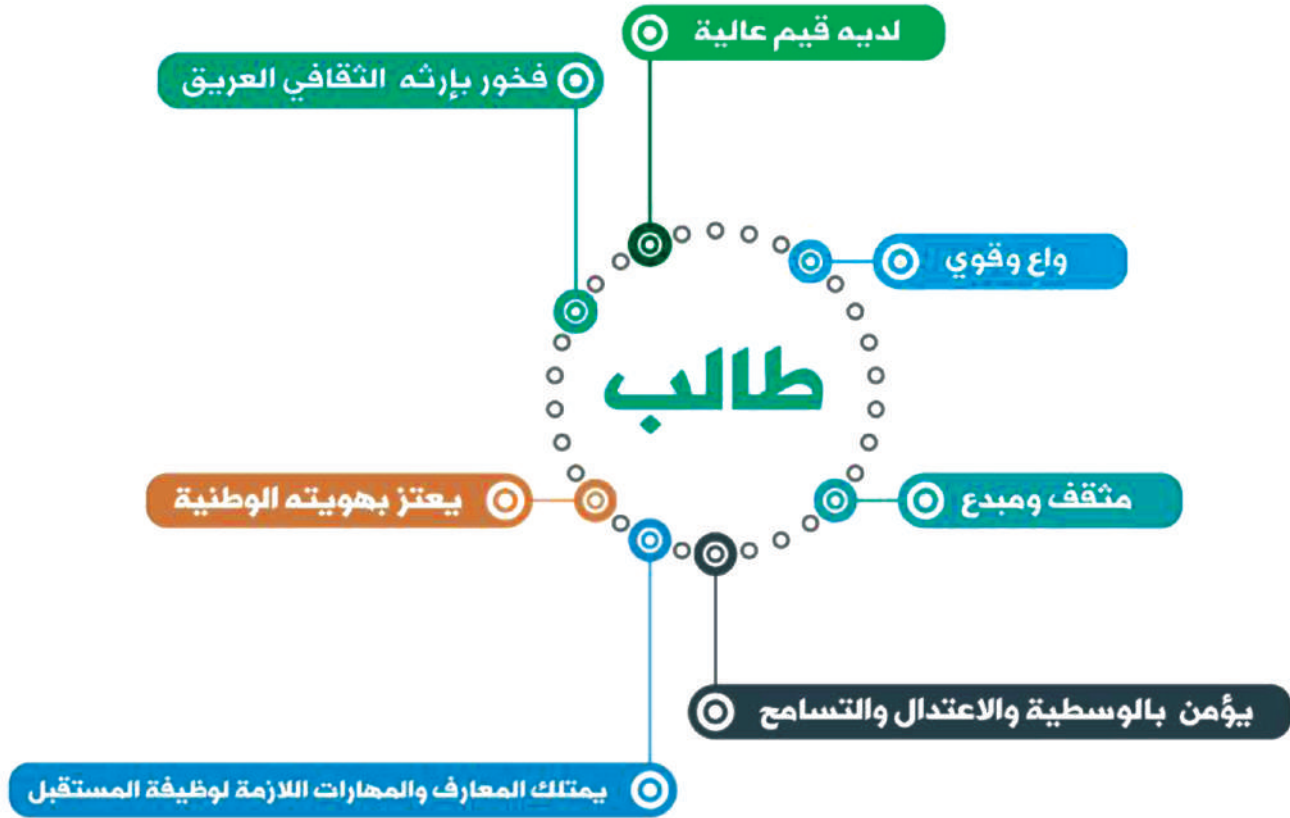 لديه قيم عالية
فخور بإرثه الثقافي العريق
واع وقوي
طالب
يعتز بهويته الوطنية
مثقف ومبدع
يؤمن بالوسطية والاعتدال والتسامح
يمتلك المعارف والمهارات اللازمة لوظيفة المستقبل